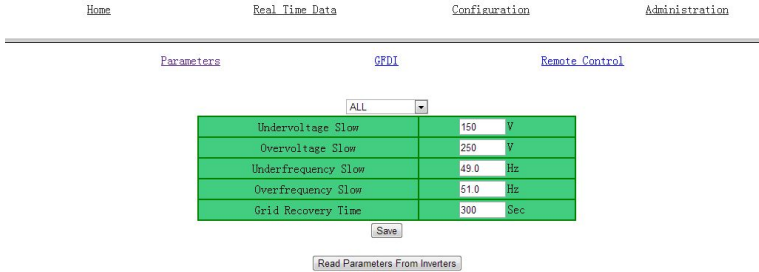 Home Real Time Data Configuration Administration
Parameters GFDI Remote Control
ALL
Undervoltage Slow 150 V
Overvoltage Slow 250 V
Underfrequency Slow 49.0 Hz
Overfrequency Slow 51.0 Hz
Grid Recovery Time 300 Sec
Save
Read Parameters From Inverters